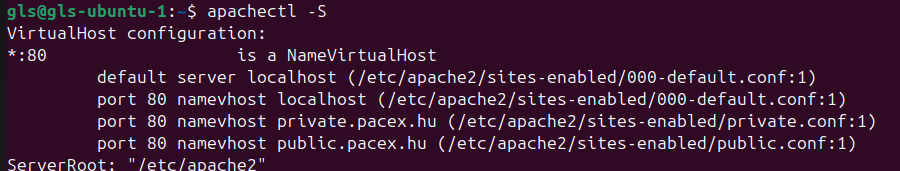 gls@gls-ubuntu-1:~$ apachectl -S
VirtualHost configuration:
*:80                   is a NameVirtualHost
         default server localhost (/etc/apache2/sites-enabled/000-default.conf:1)
         port 80 namevhost localhost (/etc/apache2/sites-enabled/000-default.conf:1)
         port 80 namevhost private.pacex.hu (/etc/apache2/sites-enabled/private.conf:1)
         port 80 namevhost public.pacex.hu (/etc/apache2/sites-enabled/public.conf:1)
ServerRoot: "/etc/apache2"